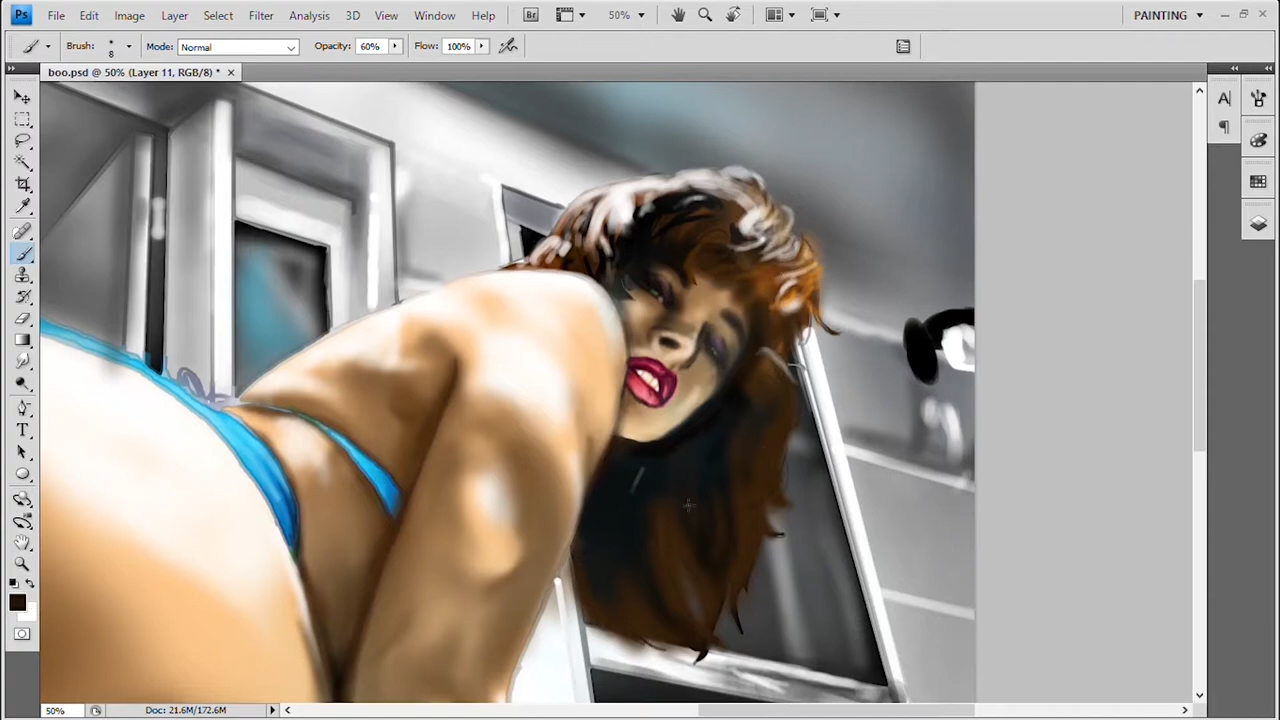 Ps File Edit Image Layer Select Filter Analysis 3D View Window Help Br 50% PAINTING
Brush: 8 Mode: Normal Opacity: 60% Flow: 100%
boo.psd @ 50% (Layer 11, RGB/8) *
50% Doc: 21.6M/172.6M